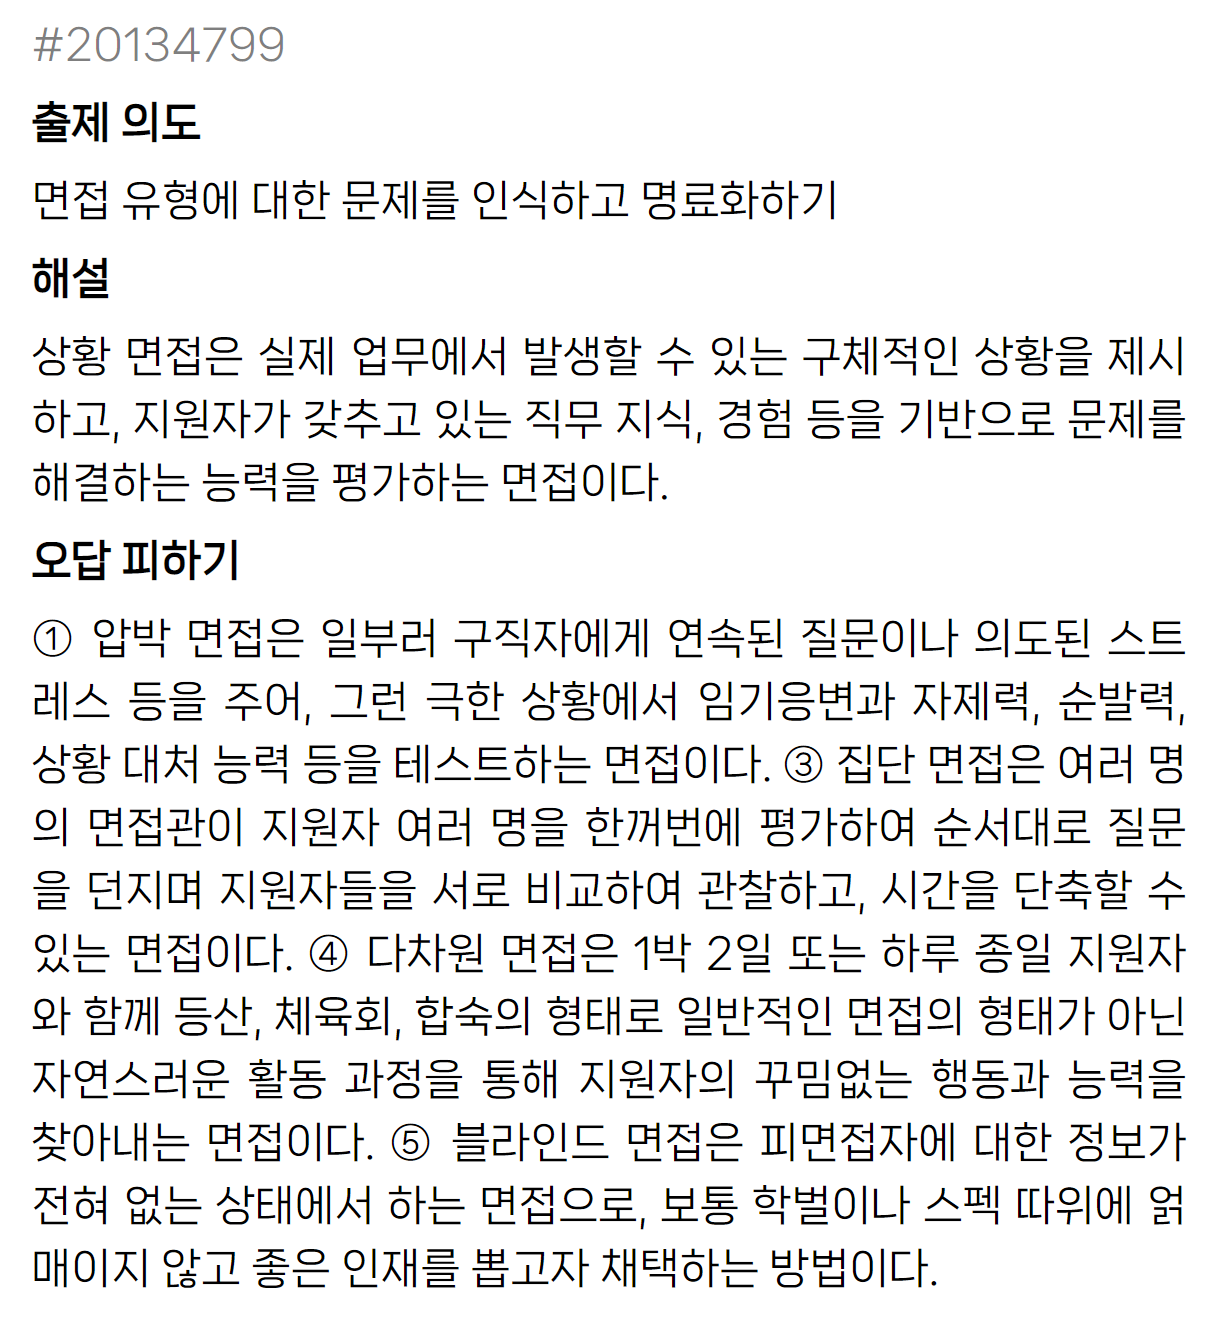 #20134799
출제 의도
면접 유형에 대한 문제를 인식하고 명료화하기
해설
상황 면접은 실제 업무에서 발생할 수 있는 구체적인 상황을 제시
하고, 지원자가 갖추고 있는 직무 지식, 경험 등을 기반으로 문제를
해결하는 능력을 평가하는 면접이다.
오답 피하기
① 압박 면접은 일부러 구직자에게 연속된 질문이나 의도된 스트
레스 등을 주어, 그런 극한 상황에서 임기응변과 자제력, 순발력,
상황 대처 능력 등을 테스트하는 면접이다. ③ 집단 면접은 여러 명
의 면접관이 지원자 여러 명을 한꺼번에 평가하여 순서대로 질문
을 던지며 지원자들을 서로 비교하여 관찰하고, 시간을 단축할 수
있는 면접이다. ④ 다차원 면접은 1박 2일 또는 하루 종일 지원자
와 함께 등산, 체육회, 합숙의 형태로 일반적인 면접의 형태가 아닌
자연스러운 활동 과정을 통해 지원자의 꾸밈없는 행동과 능력을
찾아내는 면접이다. ⑤ 블라인드 면접은 피면접자에 대한 정보가
전혀 없는 상태에서 하는 면접으로, 보통 학벌이나 스펙 따위에 얽
매이지 않고 좋은 인재를 뽑고자 채택하는 방법이다.